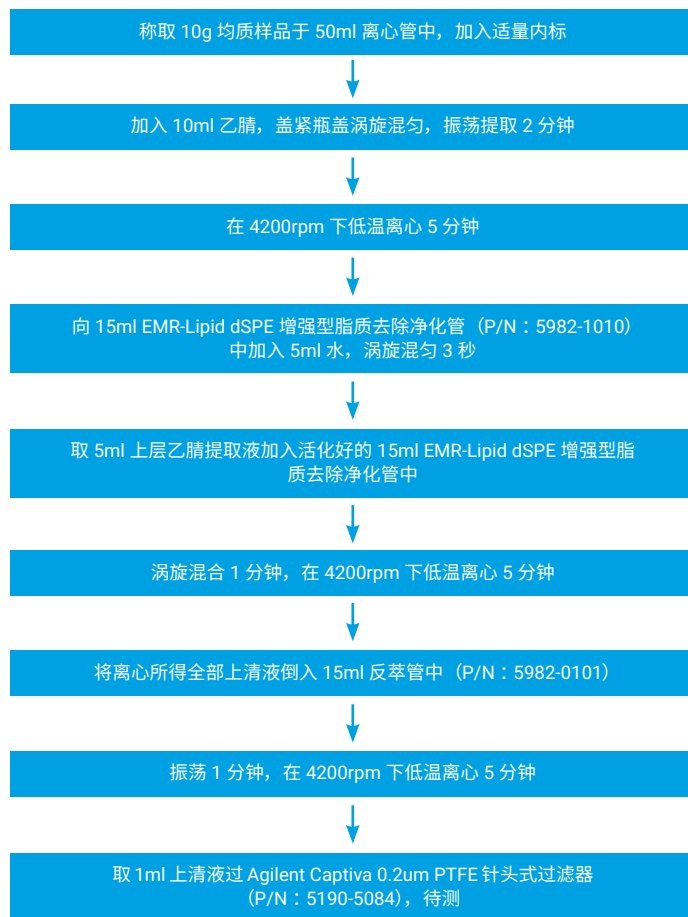 称取 10g 均质样品于 50ml 离心管中，加入适量内标
加入 10ml 乙腈，盖紧瓶盖涡旋混匀，振荡提取 2 分钟
在 4200rpm 下低温离心 5 分钟
向 15ml EMR-Lipid dSPE 增强型脂质去除净化管（P/N：5982-1010）
中加入 5ml 水，涡旋混匀 3 秒
取 5ml 上层乙腈提取液加入活化好的 15ml EMR-Lipid dSPE 增强型脂
质去除净化管中
涡旋混合 1 分钟，在 4200rpm 下低温离心 5 分钟
将离心所得全部上清液倒入 15ml 反萃管中（P/N：5982-0101）
振荡 1 分钟，在 4200rpm 下低温离心 5 分钟
取 1ml 上清液过 Agilent Captiva 0.2um PTFE 针头式过滤器
（P/N：5190-5084），待测